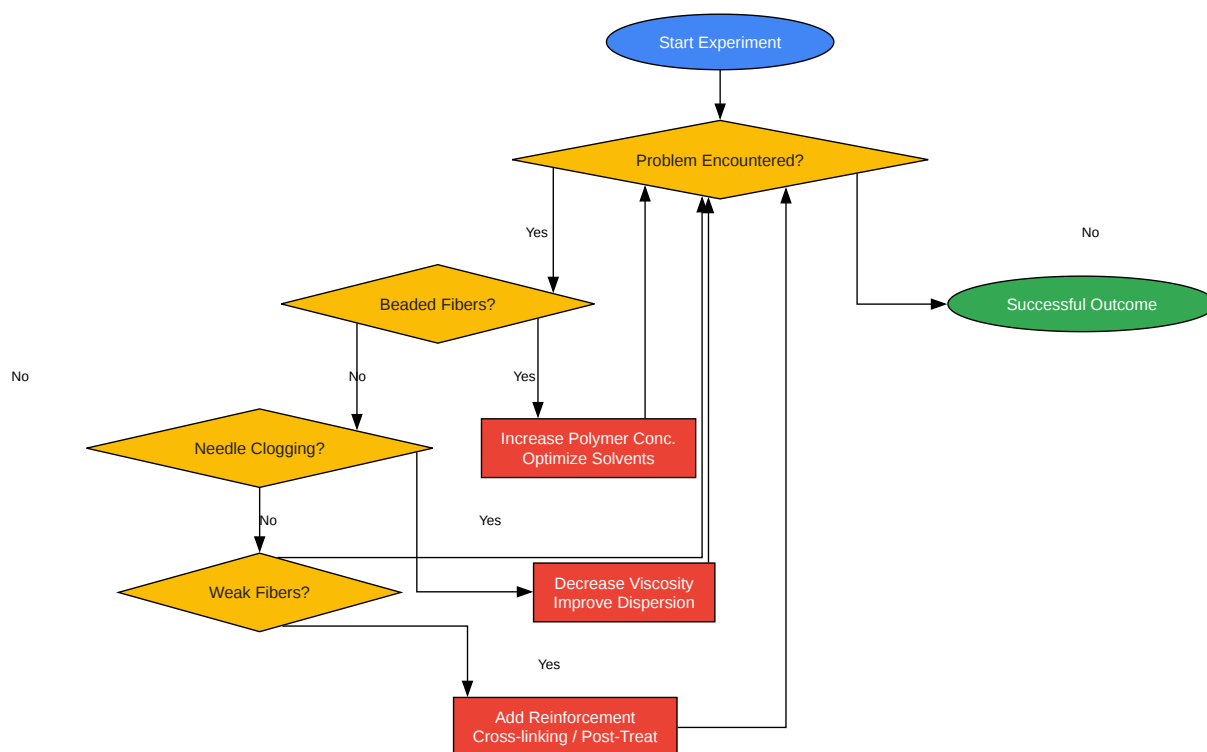 Start Experiment
Problem Encountered?
Yes
No
Beaded Fibers?
Successful Outcome
No
No
Yes
Needle Clogging?
Increase Polymer Conc.
Optimize Solvents
No
Yes
Weak Fibers?
Decrease Viscosity
Improve Dispersion
Yes
Add Reinforcement
Cross-linking / Post-Treat